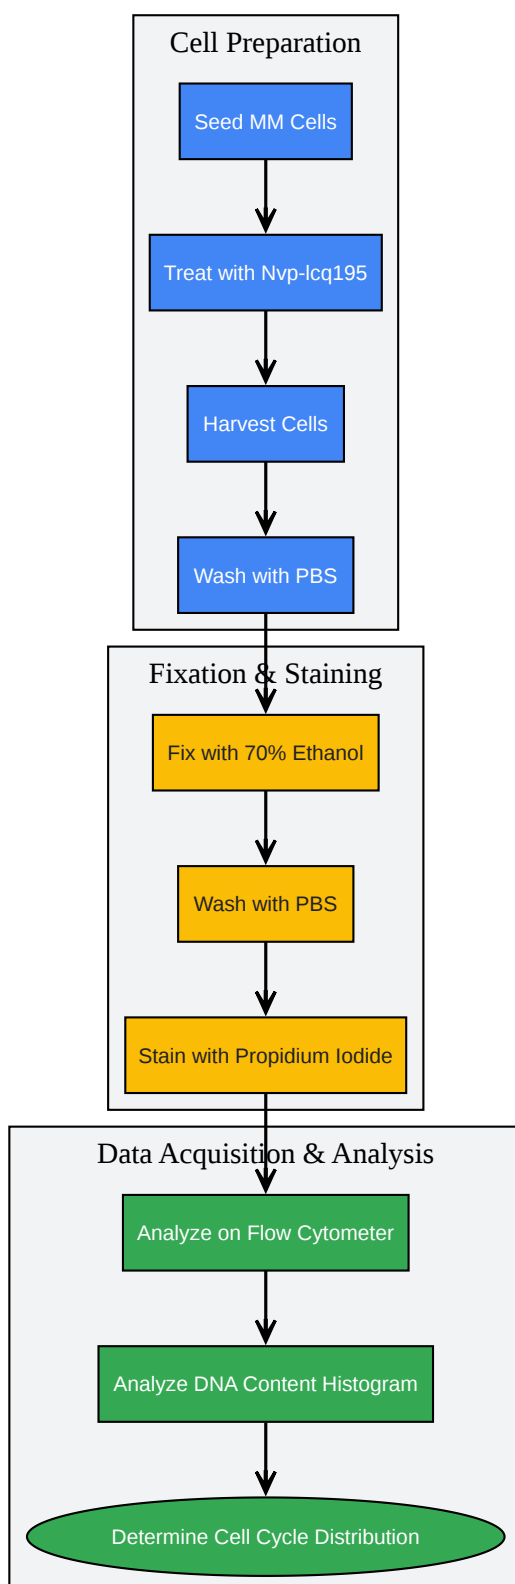 Cell Preparation
Seed MM Cells
Treat with Nvp-lcq195
Harvest Cells
Wash with PBS
Fixation & Staining
Fix with 70% Ethanol
Wash with PBS
Stain with Propidium Iodide
Data Acquisition & Analysis
Analyze on Flow Cytometer
Analyze DNA Content Histogram
Determine Cell Cycle Distribution